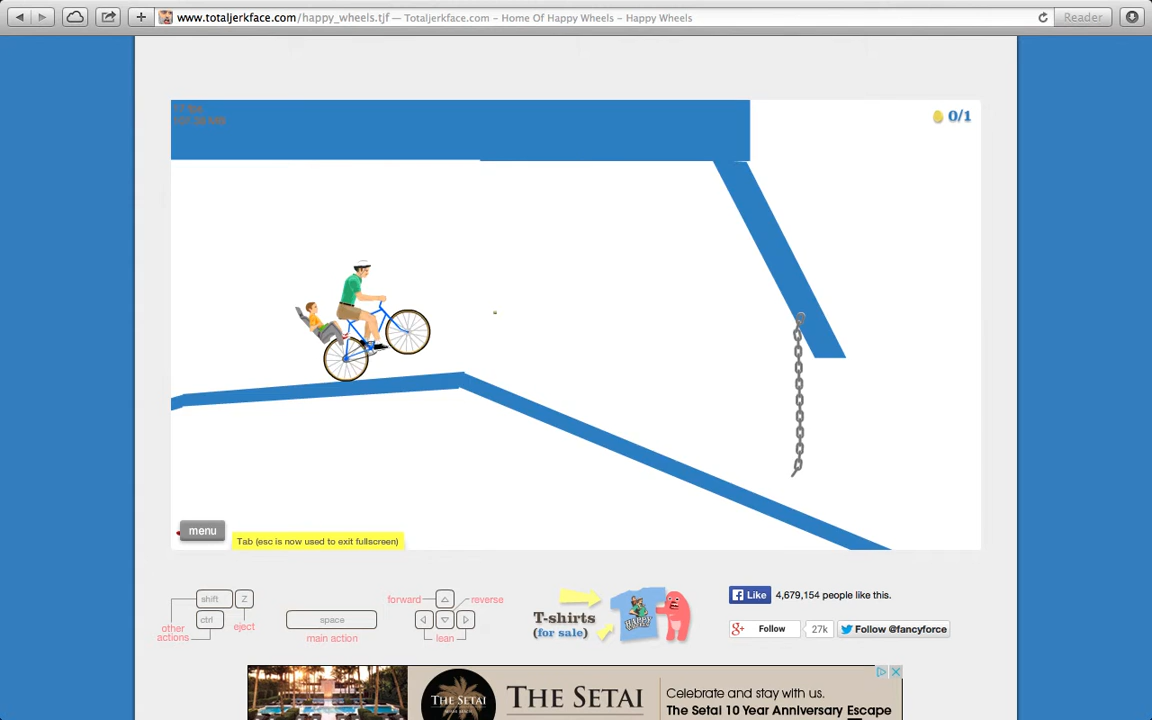 www.totaljerkface.com/happy_wheels.tjf — Totaljerkface.com – Home Of Happy Wheels – Happy Wheels
Reader
0/1
menu
Tab (esc is now used to exit fullscreen)
shift
Z
ctrl
other
actions
eject
space
main action
forward
reverse
lean
T-shirts
(for sale)
HAPPY
Like
4,679,154 people like this.
Follow
27k
Follow @fancyforce
THE SETAI
THE SETAI
Celebrate and stay with us.
The Setai 10 Year Anniversary Escape